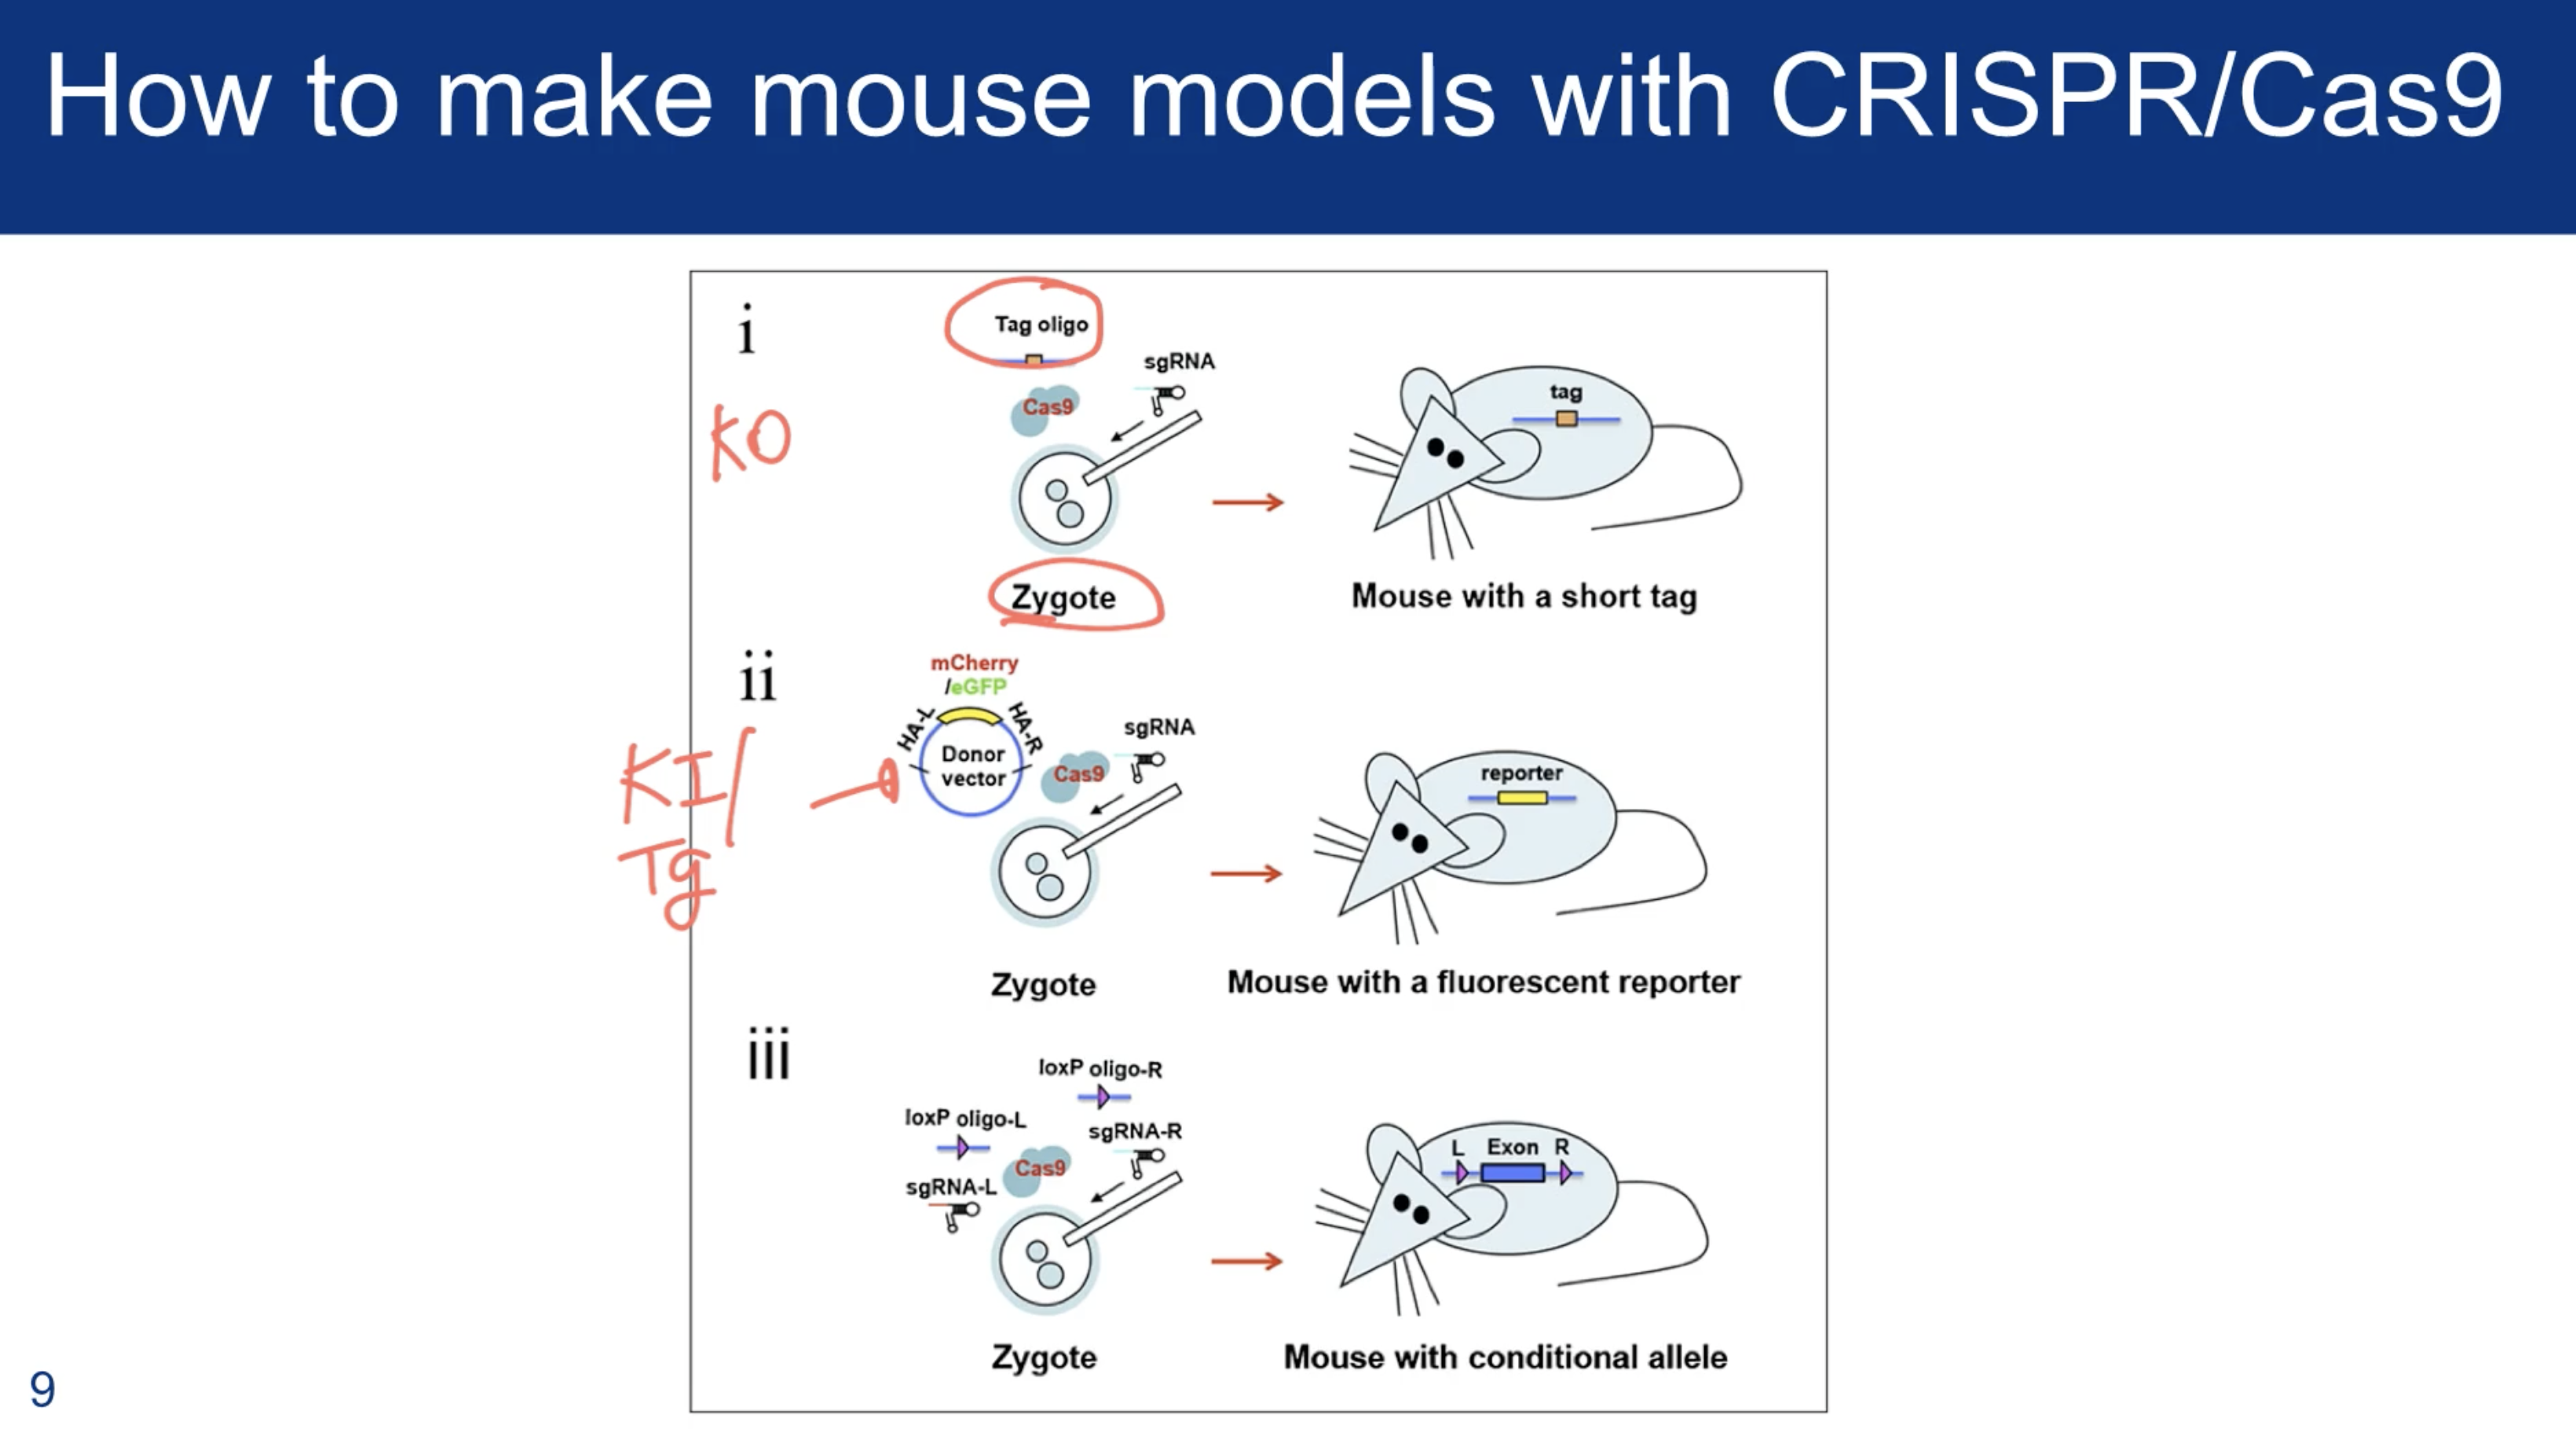 How to make mouse models with CRISPR/Cas9
i
Tag oligo
sgRNA
Cas9
KO
tag
Zygote
Mouse with a short tag
ii
mCherry
/eGFP
HA-L
HA-R
Donor
vector
sgRNA
Cas9
KI/
Tg
reporter
Zygote
Mouse with a fluorescent reporter
iii
loxP oligo-R
loxP oligo-L
sgRNA-R
Cas9
sgRNA-L
L Exon R
Zygote
Mouse with conditional allele
9